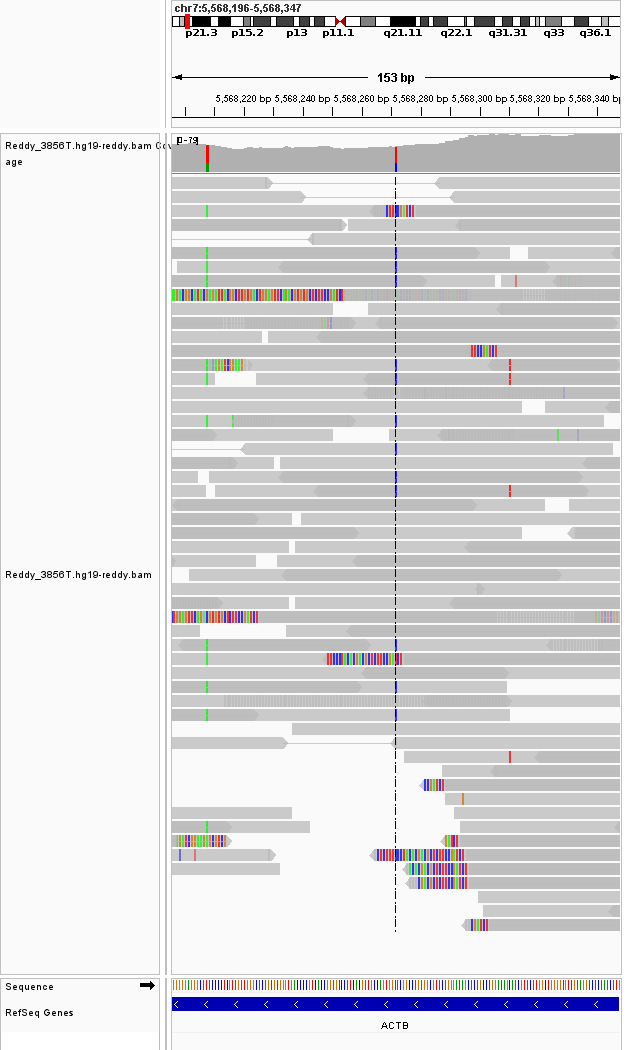 chr7:5,568,196-5,568,347
p21.3 p15.2 p13 p11.1 q21.11 q22.1 q31.31 q33 q36.1
153 bp
5,568,220 bp 5,568,240 bp 5,568,260 bp 5,568,280 bp 5,568,300 bp 5,568,320 bp 5,568,340 bp
Reddy_3856T.hg19-reddy.bam Cov
age
Reddy_3856T.hg19-reddy.bam
Sequence
RefSeq Genes
ACTB